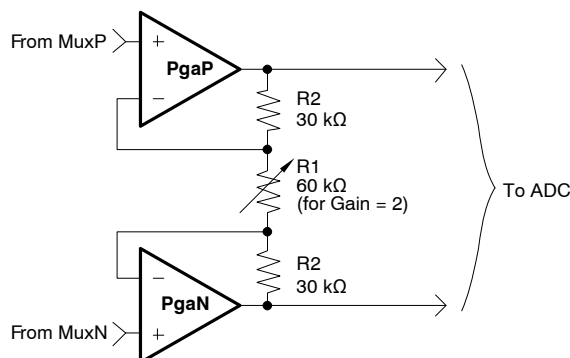 From MuxP
+
PgaP
−
R2
30 kΩ
R1
60 kΩ
(for Gain = 2)
To ADC
R2
30 kΩ
−
PgaN
From MuxN
+